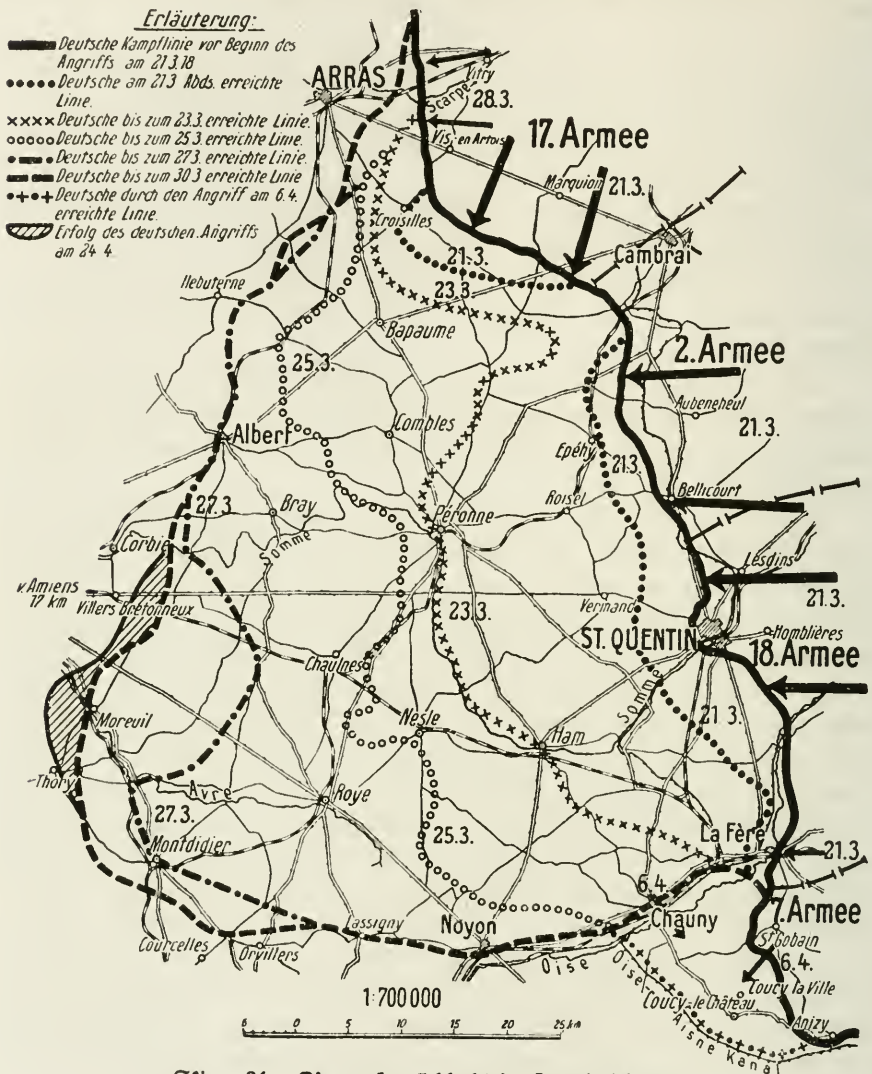 Erläuterung:
Deutsche Kampflinie vor Beginn des
Angriffs am 21.3.18
Deutsche am 21.3 Abds. erreichte
Linie.
Deutsche bis zum 23.3. erreichte Linie.
Deutsche bis zum 25.3. erreichte Linie.
Deutsche bis zum 27.3. erreichte Linie.
Deutsche bis zum 30.3 erreichte Linie
Deutsche durch den Angriff am 6.4.
erreichte Linie.
Erfolg des deutschen Angriffs
am 24 4.
ARRAS
Vitry
Scarpe
28.3.
Vis-en-Artois
17. Armee
Marquion
21.3.
Croisilles
Cambrai
21.3.
23.3
Hebuterne
Bapaume
25.3.
2. Armee
Aubencheul
21.3.
Albert
Combles
Epéhy
21.3.
Bellicourt
27.3
Bray
Somme
Péronne
Roisel
Corbie
Lesdins
v. Amiens
17 km
Villers Bretonneux
23.3.
Vermand
21.3.
ST. QUENTIN
Homblières
18. Armee
Chaulnes
Somme
Moreuil
Nesle
Ham
21 3.
Thory
Avre
27.3.
Roye
25.3.
La Fère
21.3
Montdidier
6.4.
7. Armee
Courcelles
Orvillers
Lassigny
Noyon
Chauny
St Gobain
6.4.
Oise
Coucy la Ville
Coucy-le Château
Anizy
Oise-Aisne Kanal
1:700000
5 0 5 10 15 20 25 km